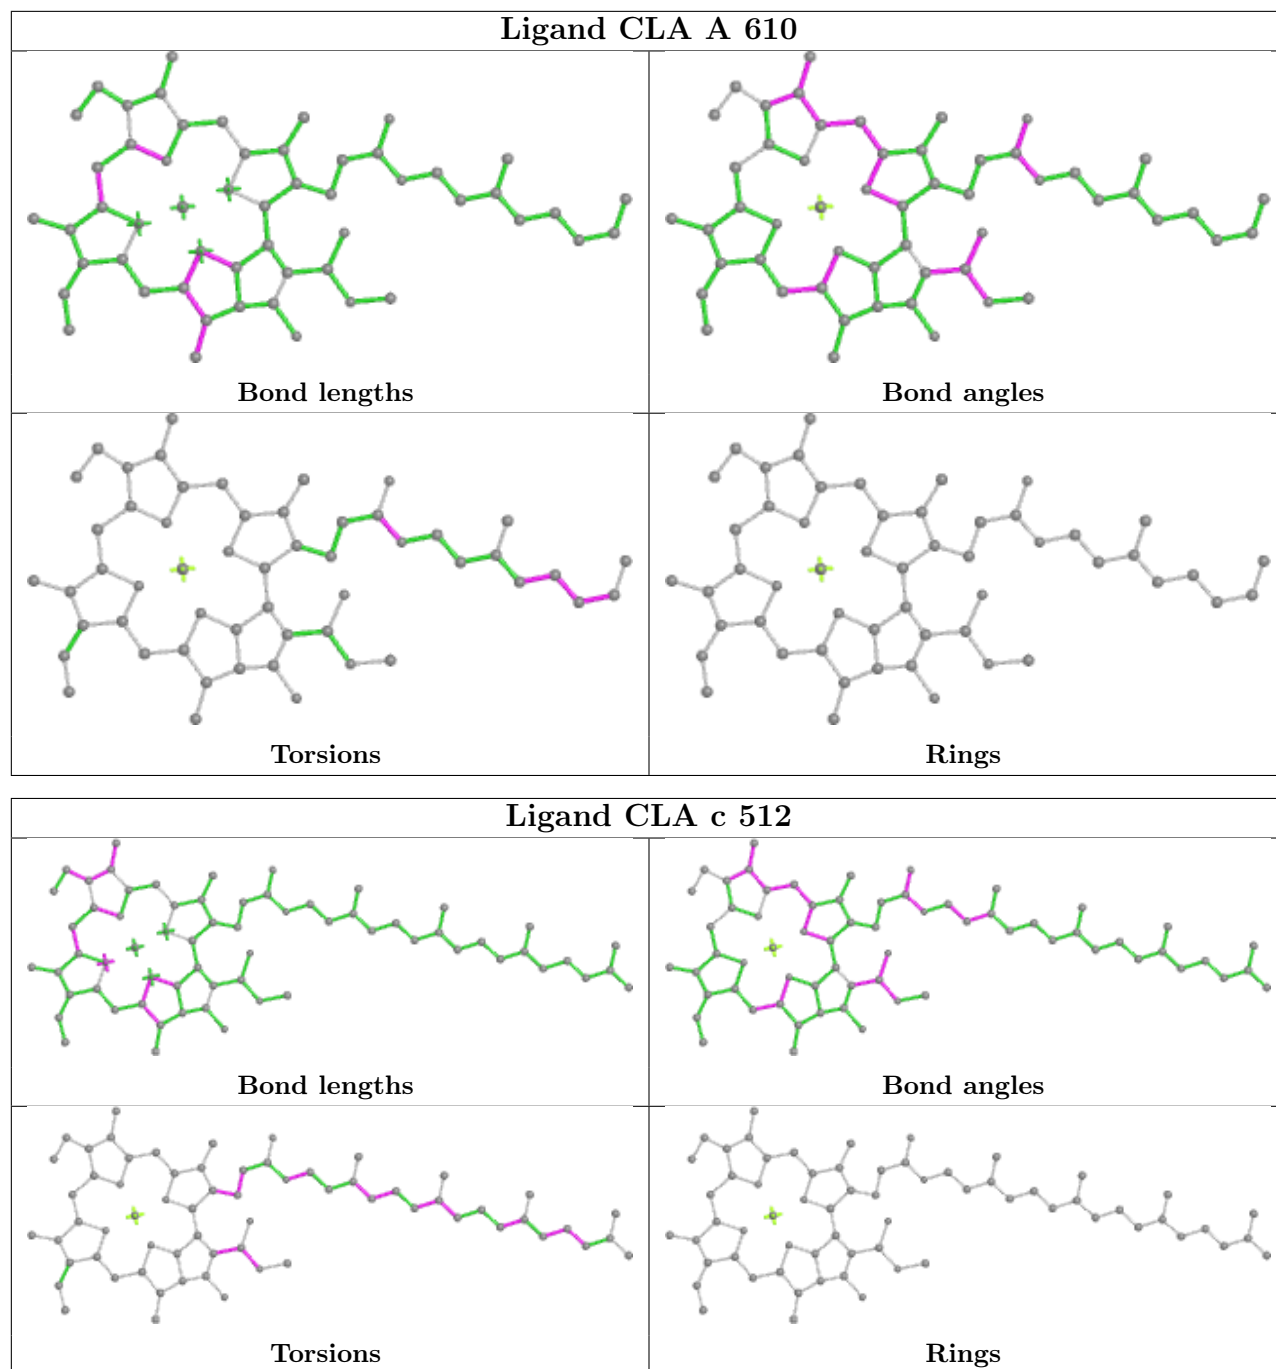 Ligand CLA A 610
Bond lengths
Bond angles
Torsions
Rings
Ligand CLA c 512
Bond lengths
Bond angles
Torsions
Rings